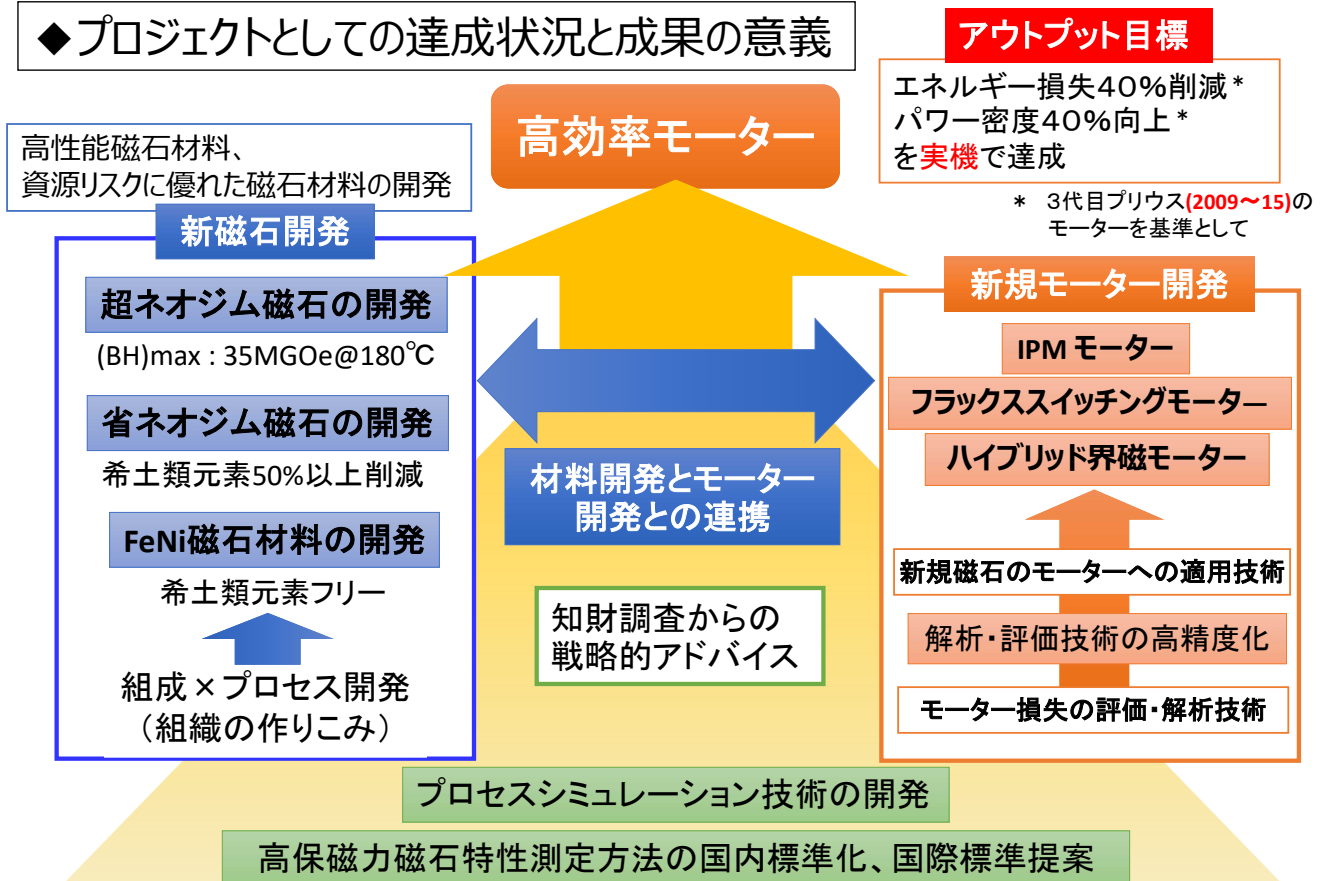 ◆プロジェクトとしての達成状況と成果の意義
アウトプット目標
エネルギー損失40%削減*
パワー密度40%向上*
を実機で達成
* 3代目プリウス(2009～15)の
モーターを基準として
高効率モーター
高性能磁石材料、
資源リスクに優れた磁石材料の開発
新磁石開発
超ネオジム磁石の開発
(BH)max : 35MGOe@180℃
省ネオジム磁石の開発
希土類元素50%以上削減
FeNi磁石材料の開発
希土類元素フリー
組成×プロセス開発
（組織の作りこみ）
材料開発とモーター
開発との連携
知財調査からの
戦略的アドバイス
新規モーター開発
IPM モーター
フラックススイッチングモーター
ハイブリッド界磁モーター
新規磁石のモーターへの適用技術
解析・評価技術の高精度化
モーター損失の評価・解析技術
プロセスシミュレーション技術の開発
高保磁力磁石特性測定方法の国内標準化、国際標準提案